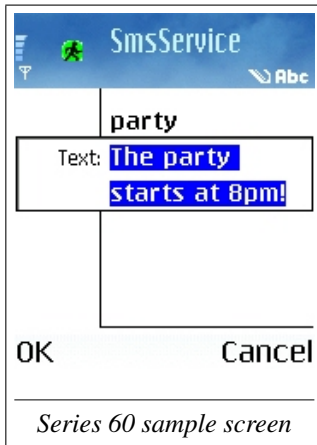 SmsService
Abc
party
Text: The party
starts at 8pm!
OK Cancel
Series 60 sample screen